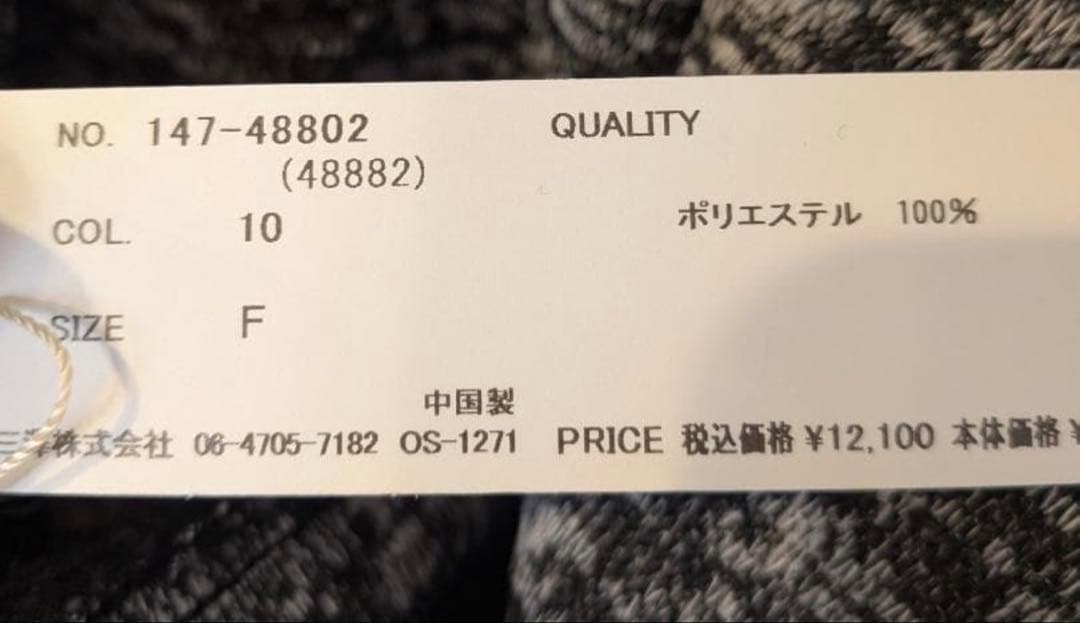 NO. 147-48802
(48882)
COL. 10
SIZE F
QUALITY
ポリエステル 100%
中国製
株式会社 06-4705-7182 OS-1271 PRICE 税込価格 ¥12,100 本体価格 ¥